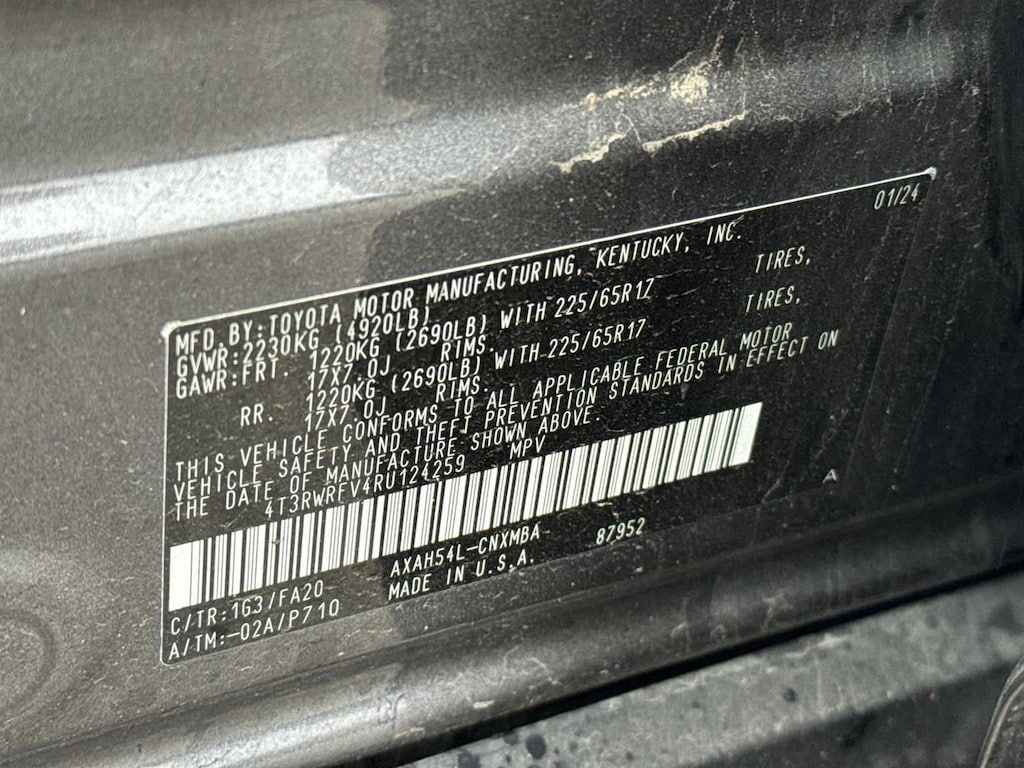 01/24
MFD. BY: TOYOTA MOTOR MANUFACTURING, KENTUCKY, INC.
GVWR: 2230KG (4920LB)
GAWR: FRT. 1220KG (2690LB) WITH 225/65R17 TIRES,
17X7.0J RIMS.
RR. 1220KG (2690LB) WITH 225/65R17 TIRES,
17X7.0J RIMS.
THIS VEHICLE CONFORMS TO ALL APPLICABLE FEDERAL MOTOR
VEHICLE SAFETY AND THEFT PREVENTION STANDARDS IN EFFECT ON
THE DATE OF MANUFACTURE SHOWN ABOVE.
4T3RWRFV4RU124259 MPV
A
AXAH54L-CNXMBA 87952
C/TR: 1G3/FA20 MADE IN U.S.A.
A/TM: -02A/P710